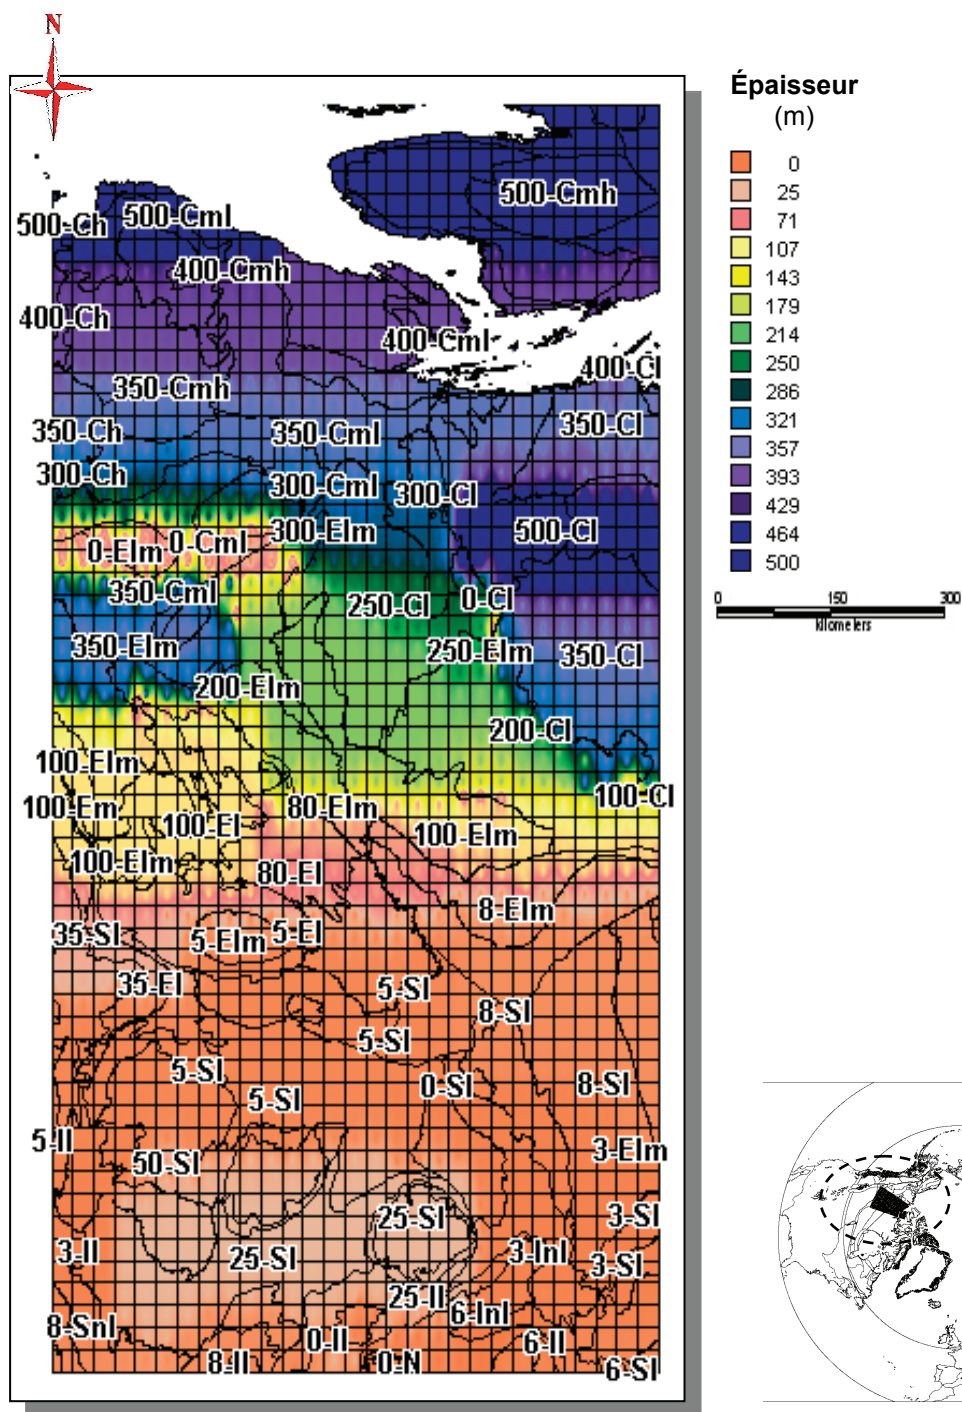 N
Épaisseur
(m)
0
25
71
107
143
179
214
250
286
321
357
393
429
464
500
0 150 300
kilometers
500-Cmh
500-Ch
500-Cml
400-Cmh
400-Ch
400-Cml
400-Cl
350-Cmh
350-Ch
350-Cml
350-Cl
300-Ch
300-Cml
300-Cl
300-Elm
500-Cl
0-Elm
0-Cml
350-Cml
250-Cl
0-Cl
350-Elm
250-Elm
350-Cl
200-Elm
200-Cl
100-Elm
100-Em
80-Elm
100-Cl
100-El
100-Elm
100-Elm
80-El
8-Elm
35-Sl
5-Elm
5-El
35-El
5-Sl
8-Sl
5-Sl
5-Sl
0-Sl
8-Sl
5-Sl
5-Il
3-Elm
50-Sl
25-Sl
3-Sl
3-Il
25-Sl
3-Inl
3-Sl
25-Il
6-Inl
8-Snl
0-Il
6-Il
8-Il
0-N
6-Sl